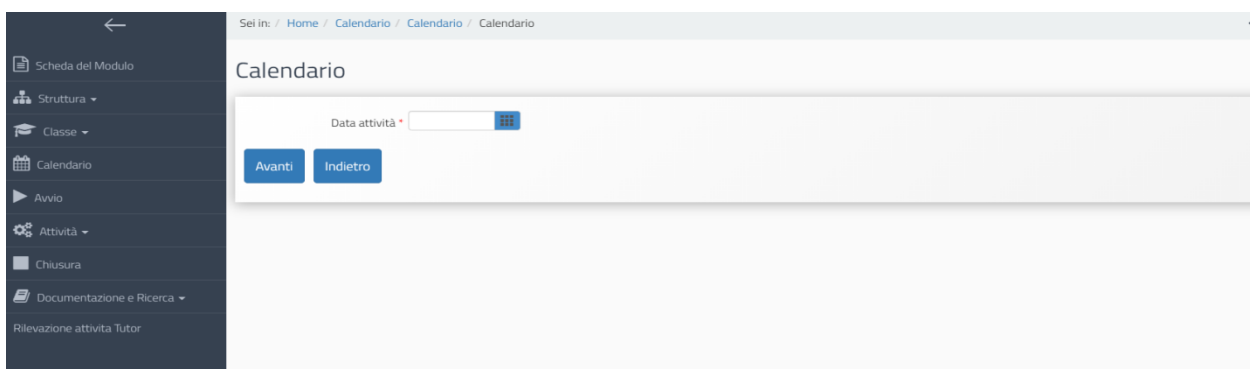 Sei in: / Home / Calendario / Calendario / Calendario
Scheda del Modulo
Struttura
Classe
Calendario
Avvio
Attività
Chiusura
Documentazione e Ricerca
Rilevazione attivita Tutor
Calendario
Data attività *
Avanti Indietro